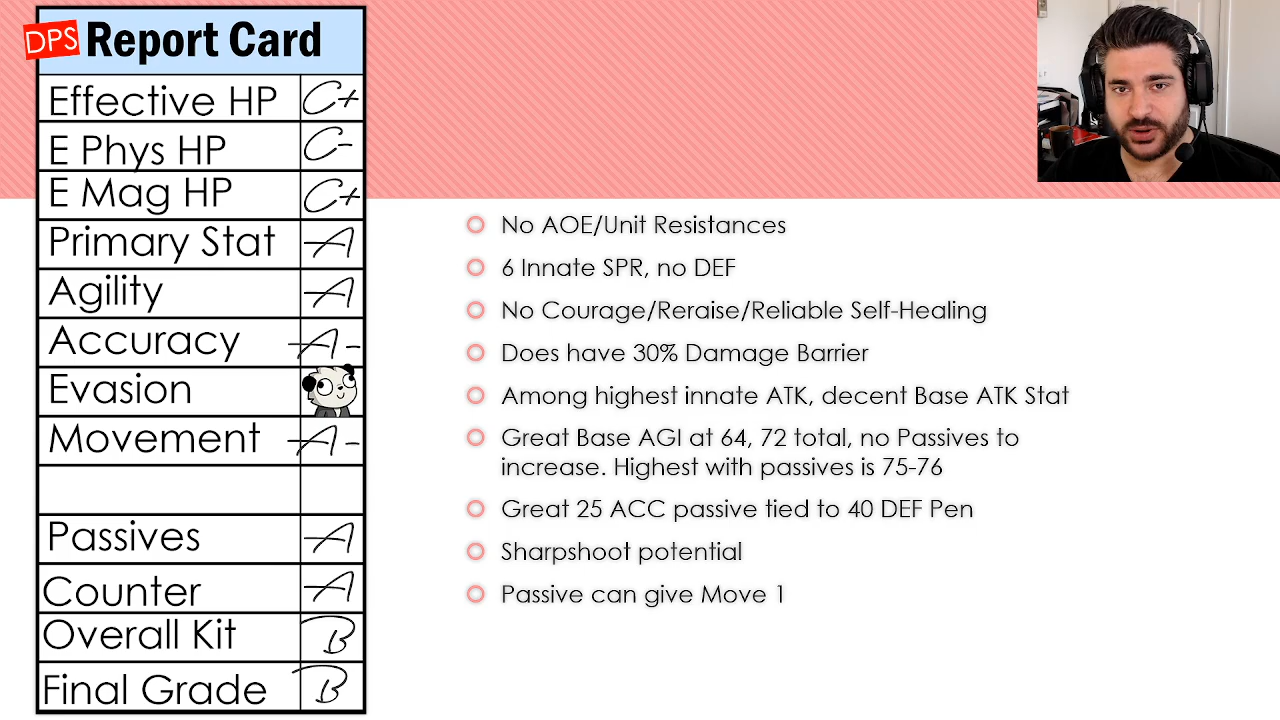 DPS Report Card
Effective HP C+
E Phys HP C-
E Mag HP C+
Primary Stat A
Agility A
Accuracy A-
Evasion
Movement A-
Passives A
Counter A
Overall Kit B
Final Grade B
No AOE/Unit Resistances
6 Innate SPR, no DEF
No Courage/Reraise/Reliable Self-Healing
Does have 30% Damage Barrier
Among highest innate ATK, decent Base ATK Stat
Great Base AGI at 64, 72 total, no Passives to
increase. Highest with passives is 75-76
Great 25 ACC passive tied to 40 DEF Pen
Sharpshoot potential
Passive can give Move 1